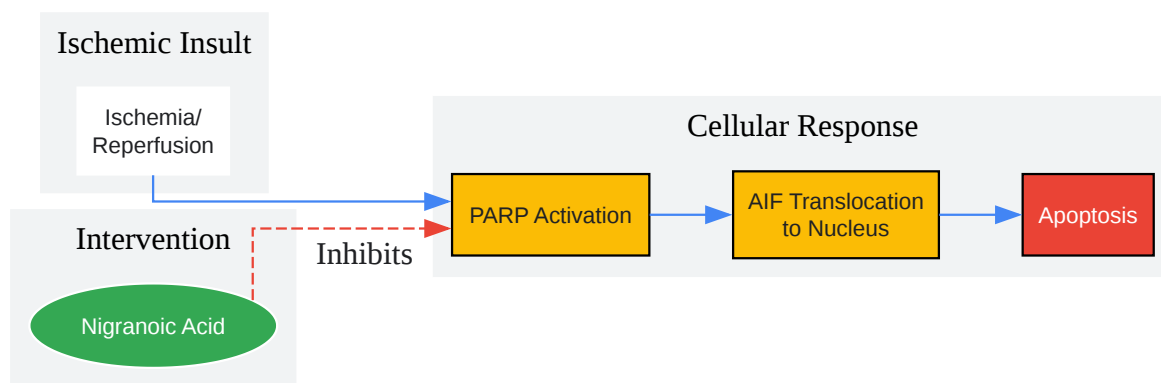 Ischemic Insult
Ischemia/
Reperfusion
Cellular Response
PARP Activation
AIF Translocation
to Nucleus
Apoptosis
Intervention
Inhibits
Nigranoic Acid